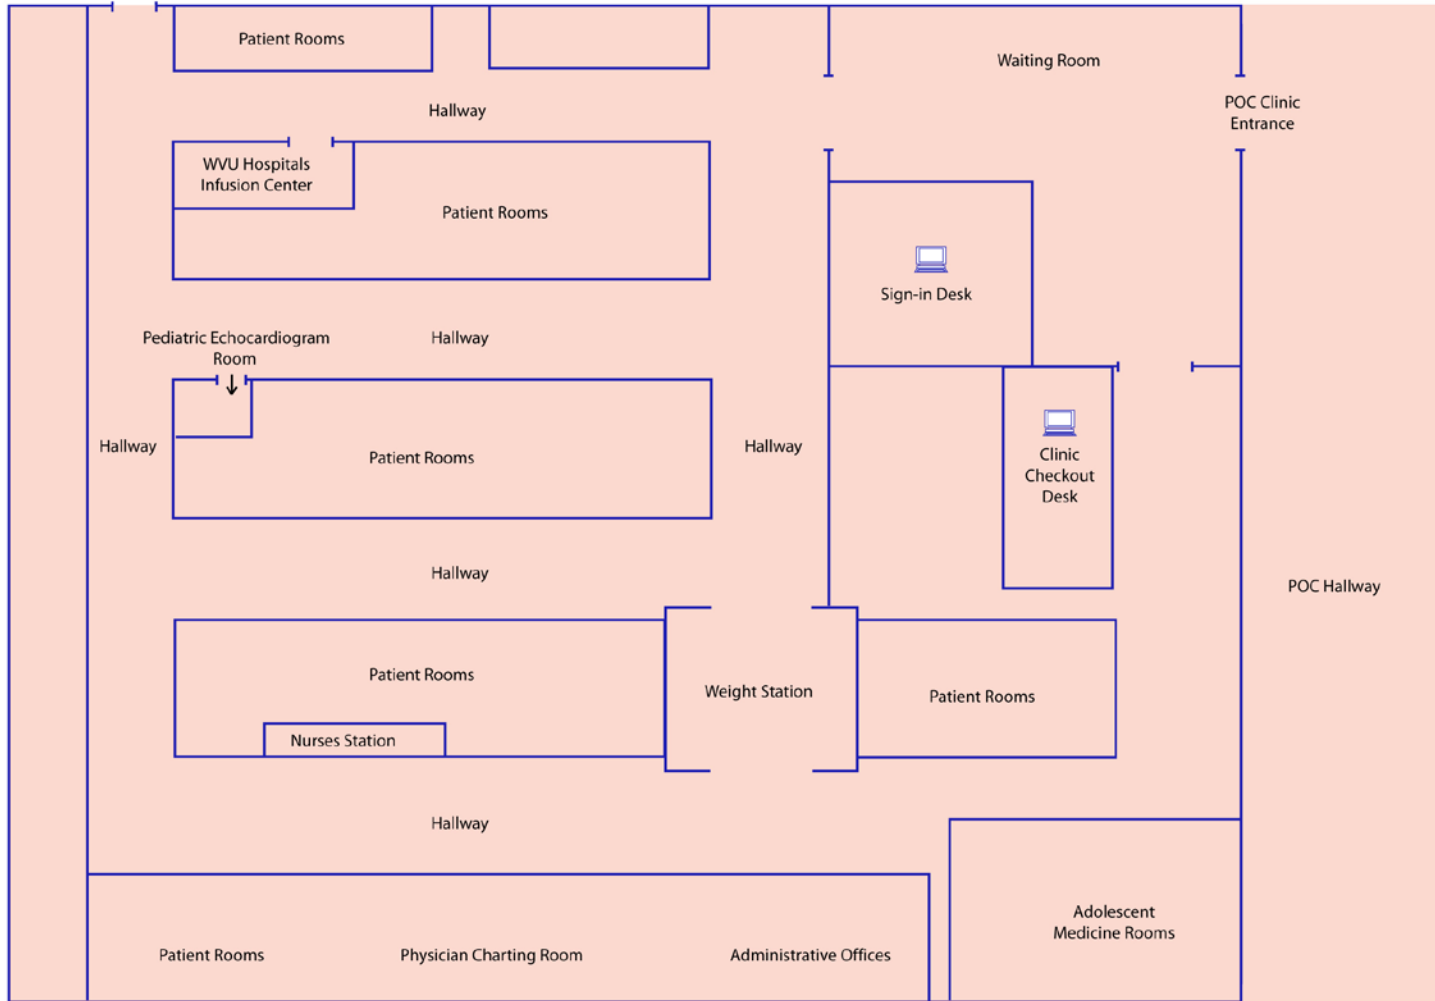 Patient Rooms
Waiting Room
Hallway
POC Clinic
Entrance
WVU Hospitals
Infusion Center
Patient Rooms
Sign-in Desk
Pediatric Echocardiogram
Room
Hallway
Hallway
Patient Rooms
Hallway
Clinic
Checkout
Desk
Hallway
POC Hallway
Patient Rooms
Weight Station
Patient Rooms
Nurses Station
Hallway
Adolescent
Medicine Rooms
Patient Rooms
Physician Charting Room
Administrative Offices